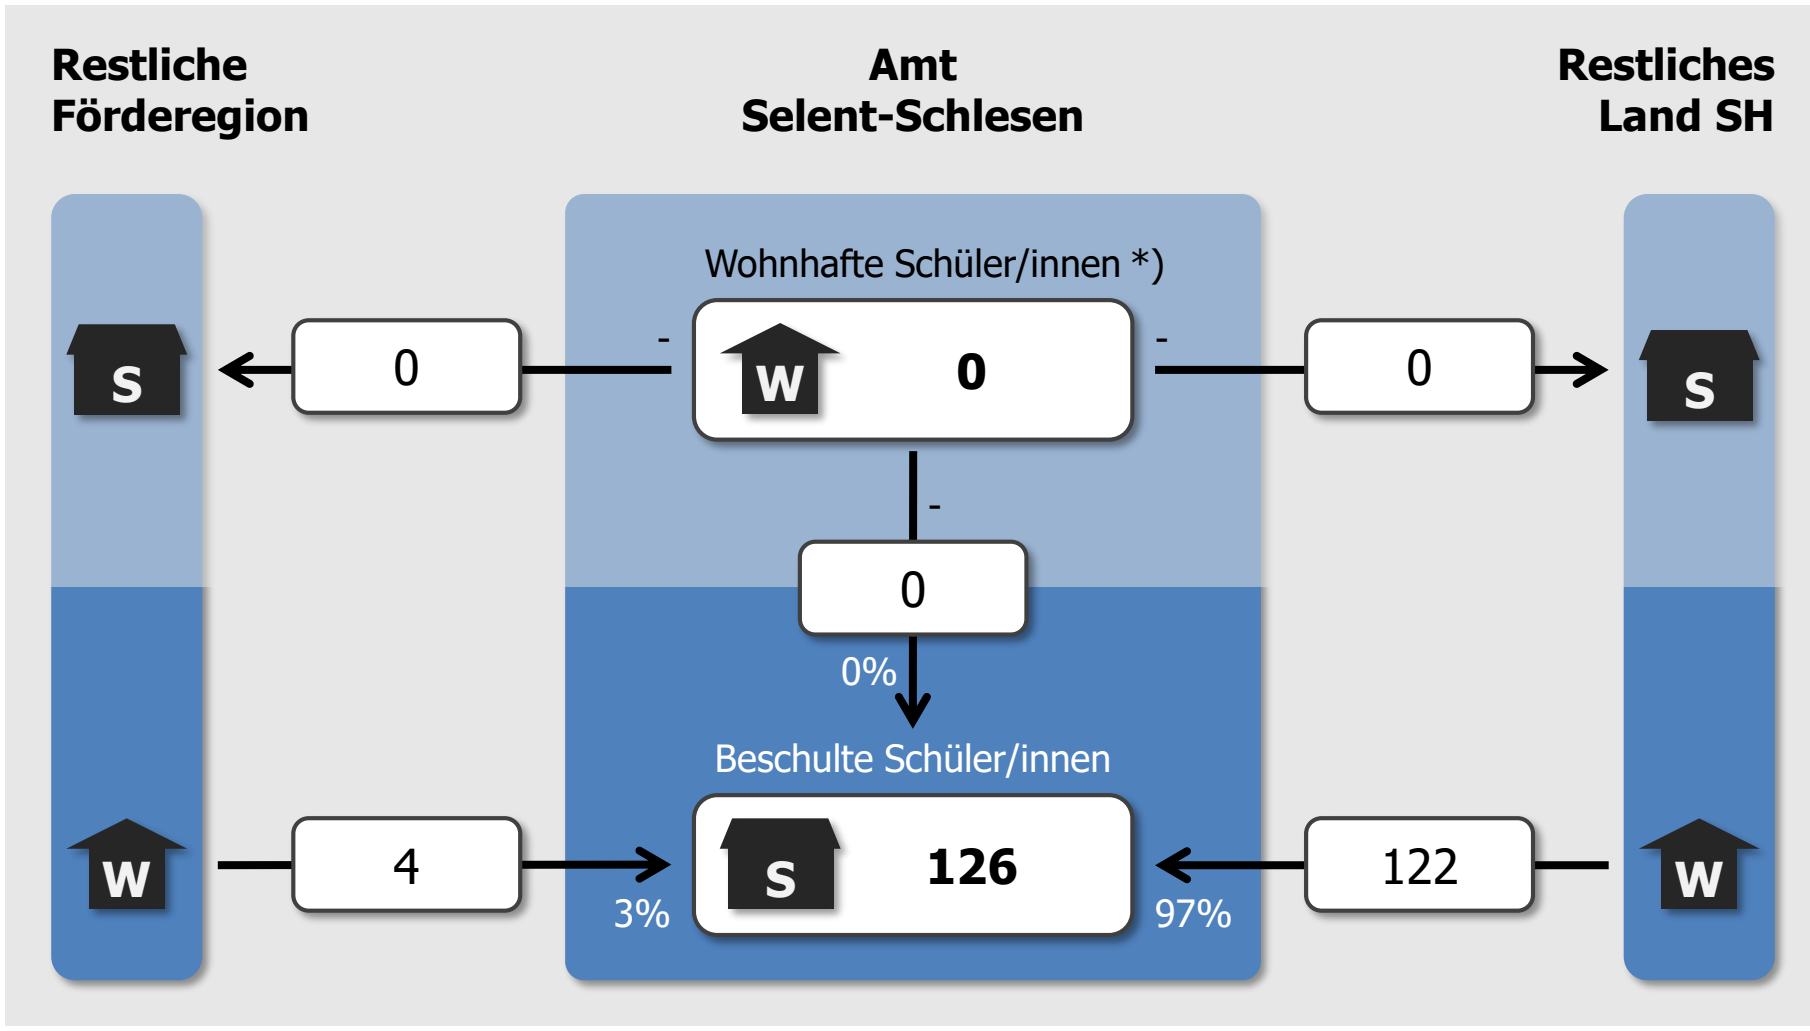 Restliche
Förderegion
Amt
Selent-Schlesen
Restliches
Land SH
Wohnhafte Schüler/innen *)
S
0
-
W
0
-
0
S
-
0
0%
Beschulte Schüler/innen
W
4
3%
S
126
97%
122
W